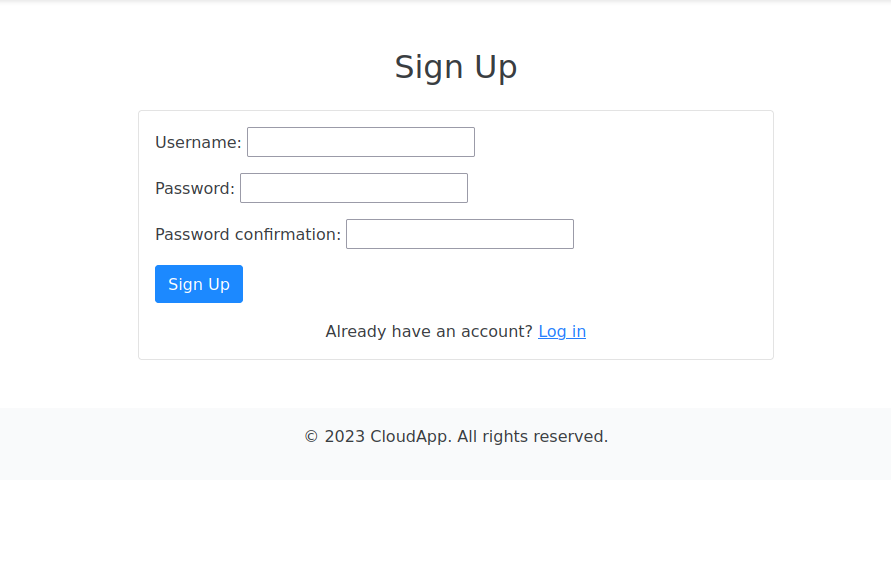 Sign Up
Username:
Password:
Password confirmation:
Sign Up
Already have an account? Log in
© 2023 CloudApp. All rights reserved.